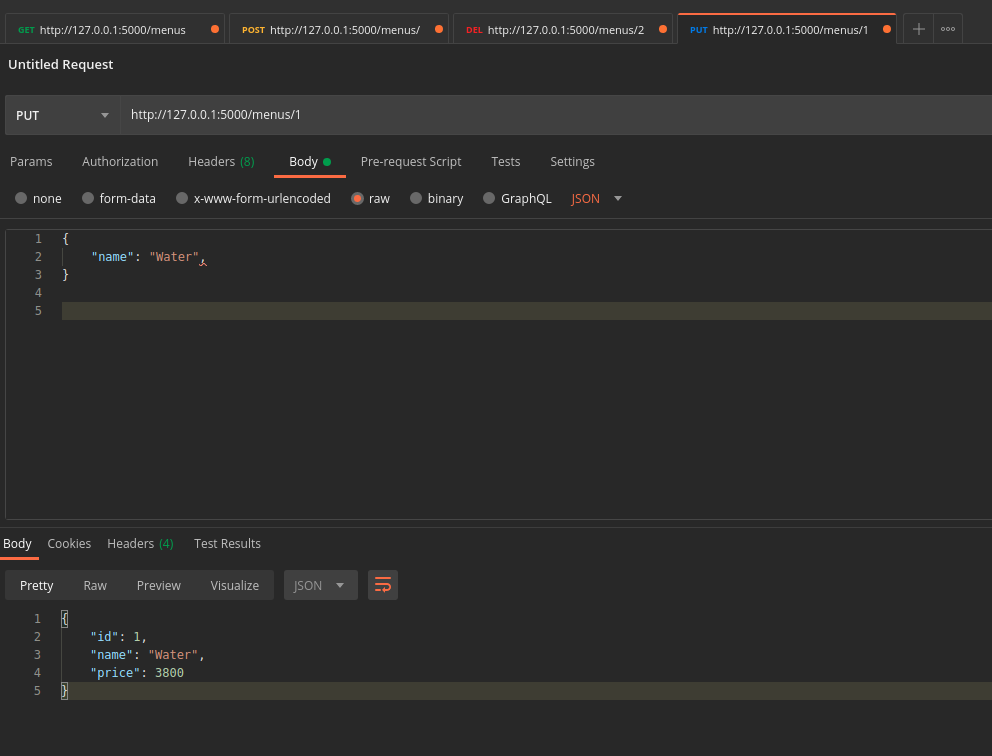 GET http://127.0.0.1:5000/menus POST http://127.0.0.1:5000/menus/ DEL http://127.0.0.1:5000/menus/2 PUT http://127.0.0.1:5000/menus/1
Untitled Request
PUT http://127.0.0.1:5000/menus/1
Params Authorization Headers (8) Body Pre-request Script Tests Settings
none form-data x-www-form-urlencoded raw binary GraphQL JSON
1 {
2 "name": "Water",
3 }
4
5
Body Cookies Headers (4) Test Results
Pretty Raw Preview Visualize JSON
1 {
2 "id": 1,
3 "name": "Water",
4 "price": 3800
5 }